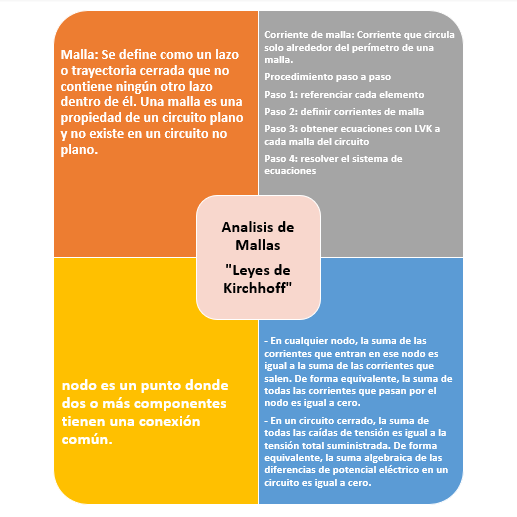 Malla: Se define como un lazo
o trayectoria cerrada que no
contiene ningún otro lazo
dentro de él. Una malla es una
propiedad de un circuito plano
y no existe en un circuito no
plano.
Corriente de malla: Corriente que circula
solo alrededor del perímetro de una
malla.
Procedimiento paso a paso
Paso 1: referenciar cada elemento
Paso 2: definir corrientes de malla
Paso 3: obtener ecuaciones con LVK a
cada malla del circuito
Paso 4: resolver el sistema de
ecuaciones
Analisis de
Mallas
"Leyes de
Kirchhoff"
nodo es un punto donde
dos o más componentes
tienen una conexión
común.
- En cualquier nodo, la suma de las
corrientes que entran en ese nodo es
igual a la suma de las corrientes que
salen. De forma equivalente, la suma de
todas las corrientes que pasan por el
nodo es igual a cero.
- En un circuito cerrado, la suma de
todas las caídas de tensión es igual a la
tensión total suministrada. De forma
equivalente, la suma algebraica de las
diferencias de potencial eléctrico en un
circuito es igual a cero.